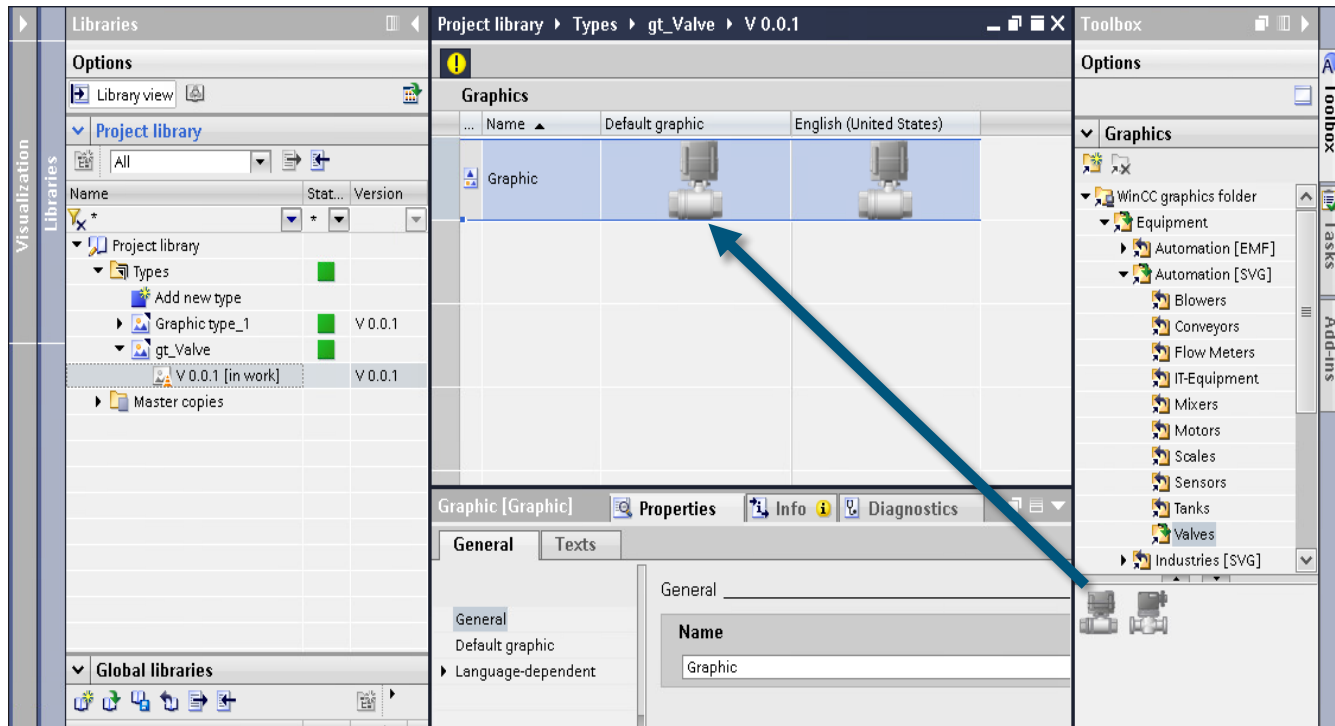 Libraries
Options
Library view
Project library
All
Name Stat... Version
* *
Project library
Types
Add new type
Graphic type_1 V 0.0.1
gt_Valve
V 0.0.1 [in work] V 0.0.1
Master copies
Global libraries
Visualization
Libraries
Project library Types gt_Valve V 0.0.1
Graphics
... Name Default graphic English (United States)
Graphic
Graphic [Graphic] Properties Info Diagnostics
General Texts
General
Default graphic
Language-dependent
General
Name
Graphic
Toolbox
Options
Graphics
WinCC graphics folder
Equipment
Automation [EMF]
Automation [SVG]
Blowers
Conveyors
Flow Meters
IT-Equipment
Mixers
Motors
Scales
Sensors
Tanks
Valves
Industries [SVG]
Toolbox
Tasks
Add-Ins